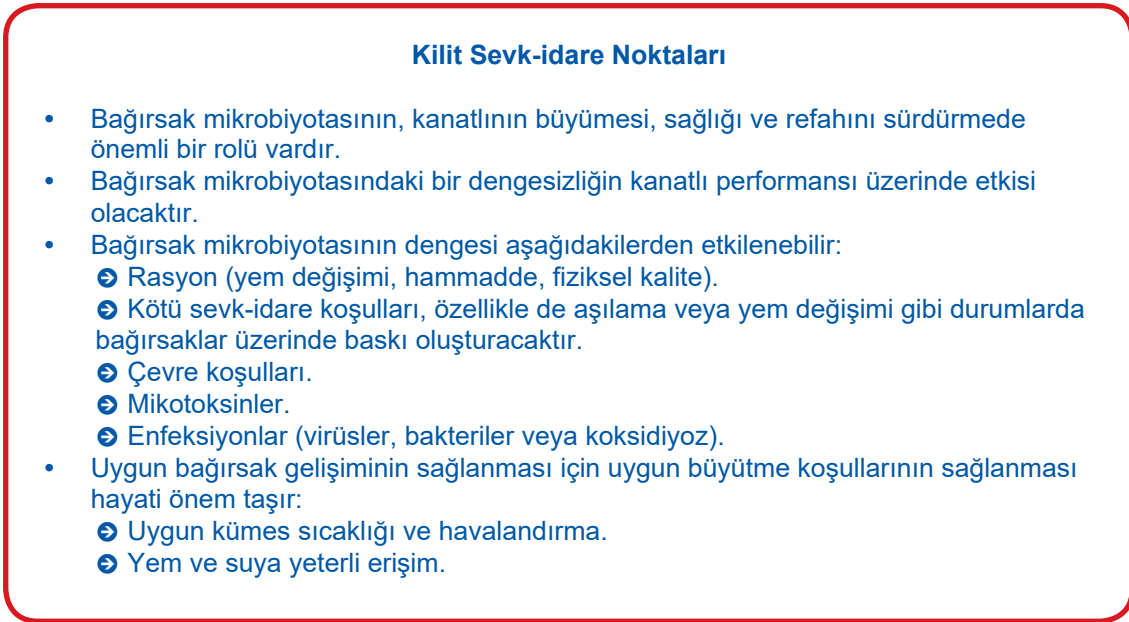 Kilit Sevk-idare Noktaları
• Bağırsak mikrobiyotasının, kanatlının büyümesi, sağlığı ve refahını sürdürmede
önemli bir rolü vardır.
• Bağırsak mikrobiyotasındaki bir dengesizliğin kanatlı performansı üzerinde etkisi
olacaktır.
• Bağırsak mikrobiyotasının dengesi aşağıdakilerden etkilenebilir:
➲ Rasyon (yem değişimi, hammadde, fiziksel kalite).
➲ Kötü sevk-idare koşulları, özellikle de aşılama veya yem değişimi gibi durumlarda
bağırsaklar üzerinde baskı oluşturacaktır.
➲ Çevre koşulları.
➲ Mikotoksinler.
➲ Enfeksiyonlar (virüsler, bakteriler veya koksidiyoz).
• Uygun bağırsak gelişiminin sağlanması için uygun büyütme koşullarının sağlanması
hayati önem taşır:
➲ Uygun kümes sıcaklığı ve havalandırma.
➲ Yem ve suya yeterli erişim.